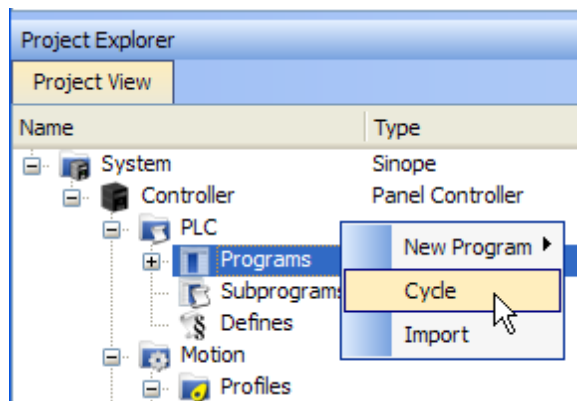 Project Explorer
Project View
Name Type
System Sinope
Controller Panel Controller
PLC
Programs New Program
Subprograms Cycle
Defines Import
Motion
Profiles